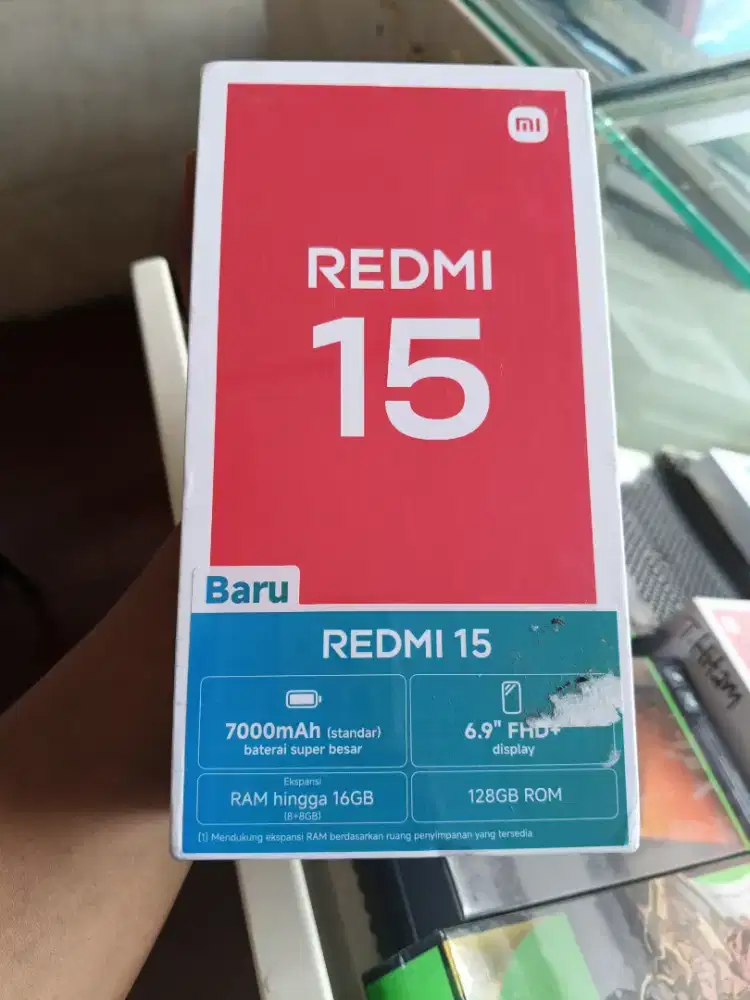 mi
REDMI
15
Baru
REDMI 15
7000mAh (standar)
baterai super besar
6.9" FHD+
display
Ekspansi
RAM hingga 16GB
(8+8GB)
128GB ROM
(1) Mendukung ekspansi RAM berdasarkan ruang penyimpanan yang tersedia